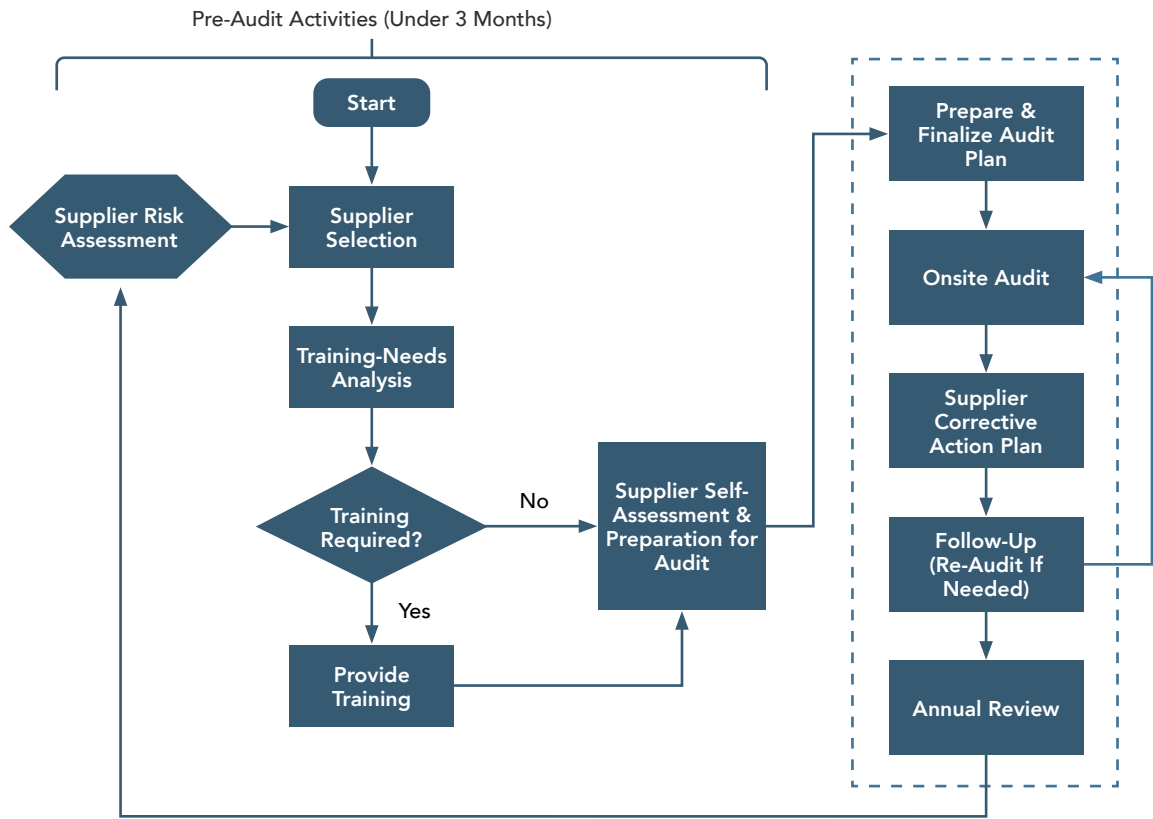 Pre-Audit Activities (Under 3 Months)
Start
Supplier Risk
Assessment
Supplier
Selection
Training-Needs
Analysis
Training
Required?
No
Yes
Provide
Training
Supplier Self-
Assessment &
Preparation for
Audit
Prepare &
Finalize Audit
Plan
Onsite Audit
Supplier
Corrective
Action Plan
Follow-Up
(Re-Audit If
Needed)
Annual Review